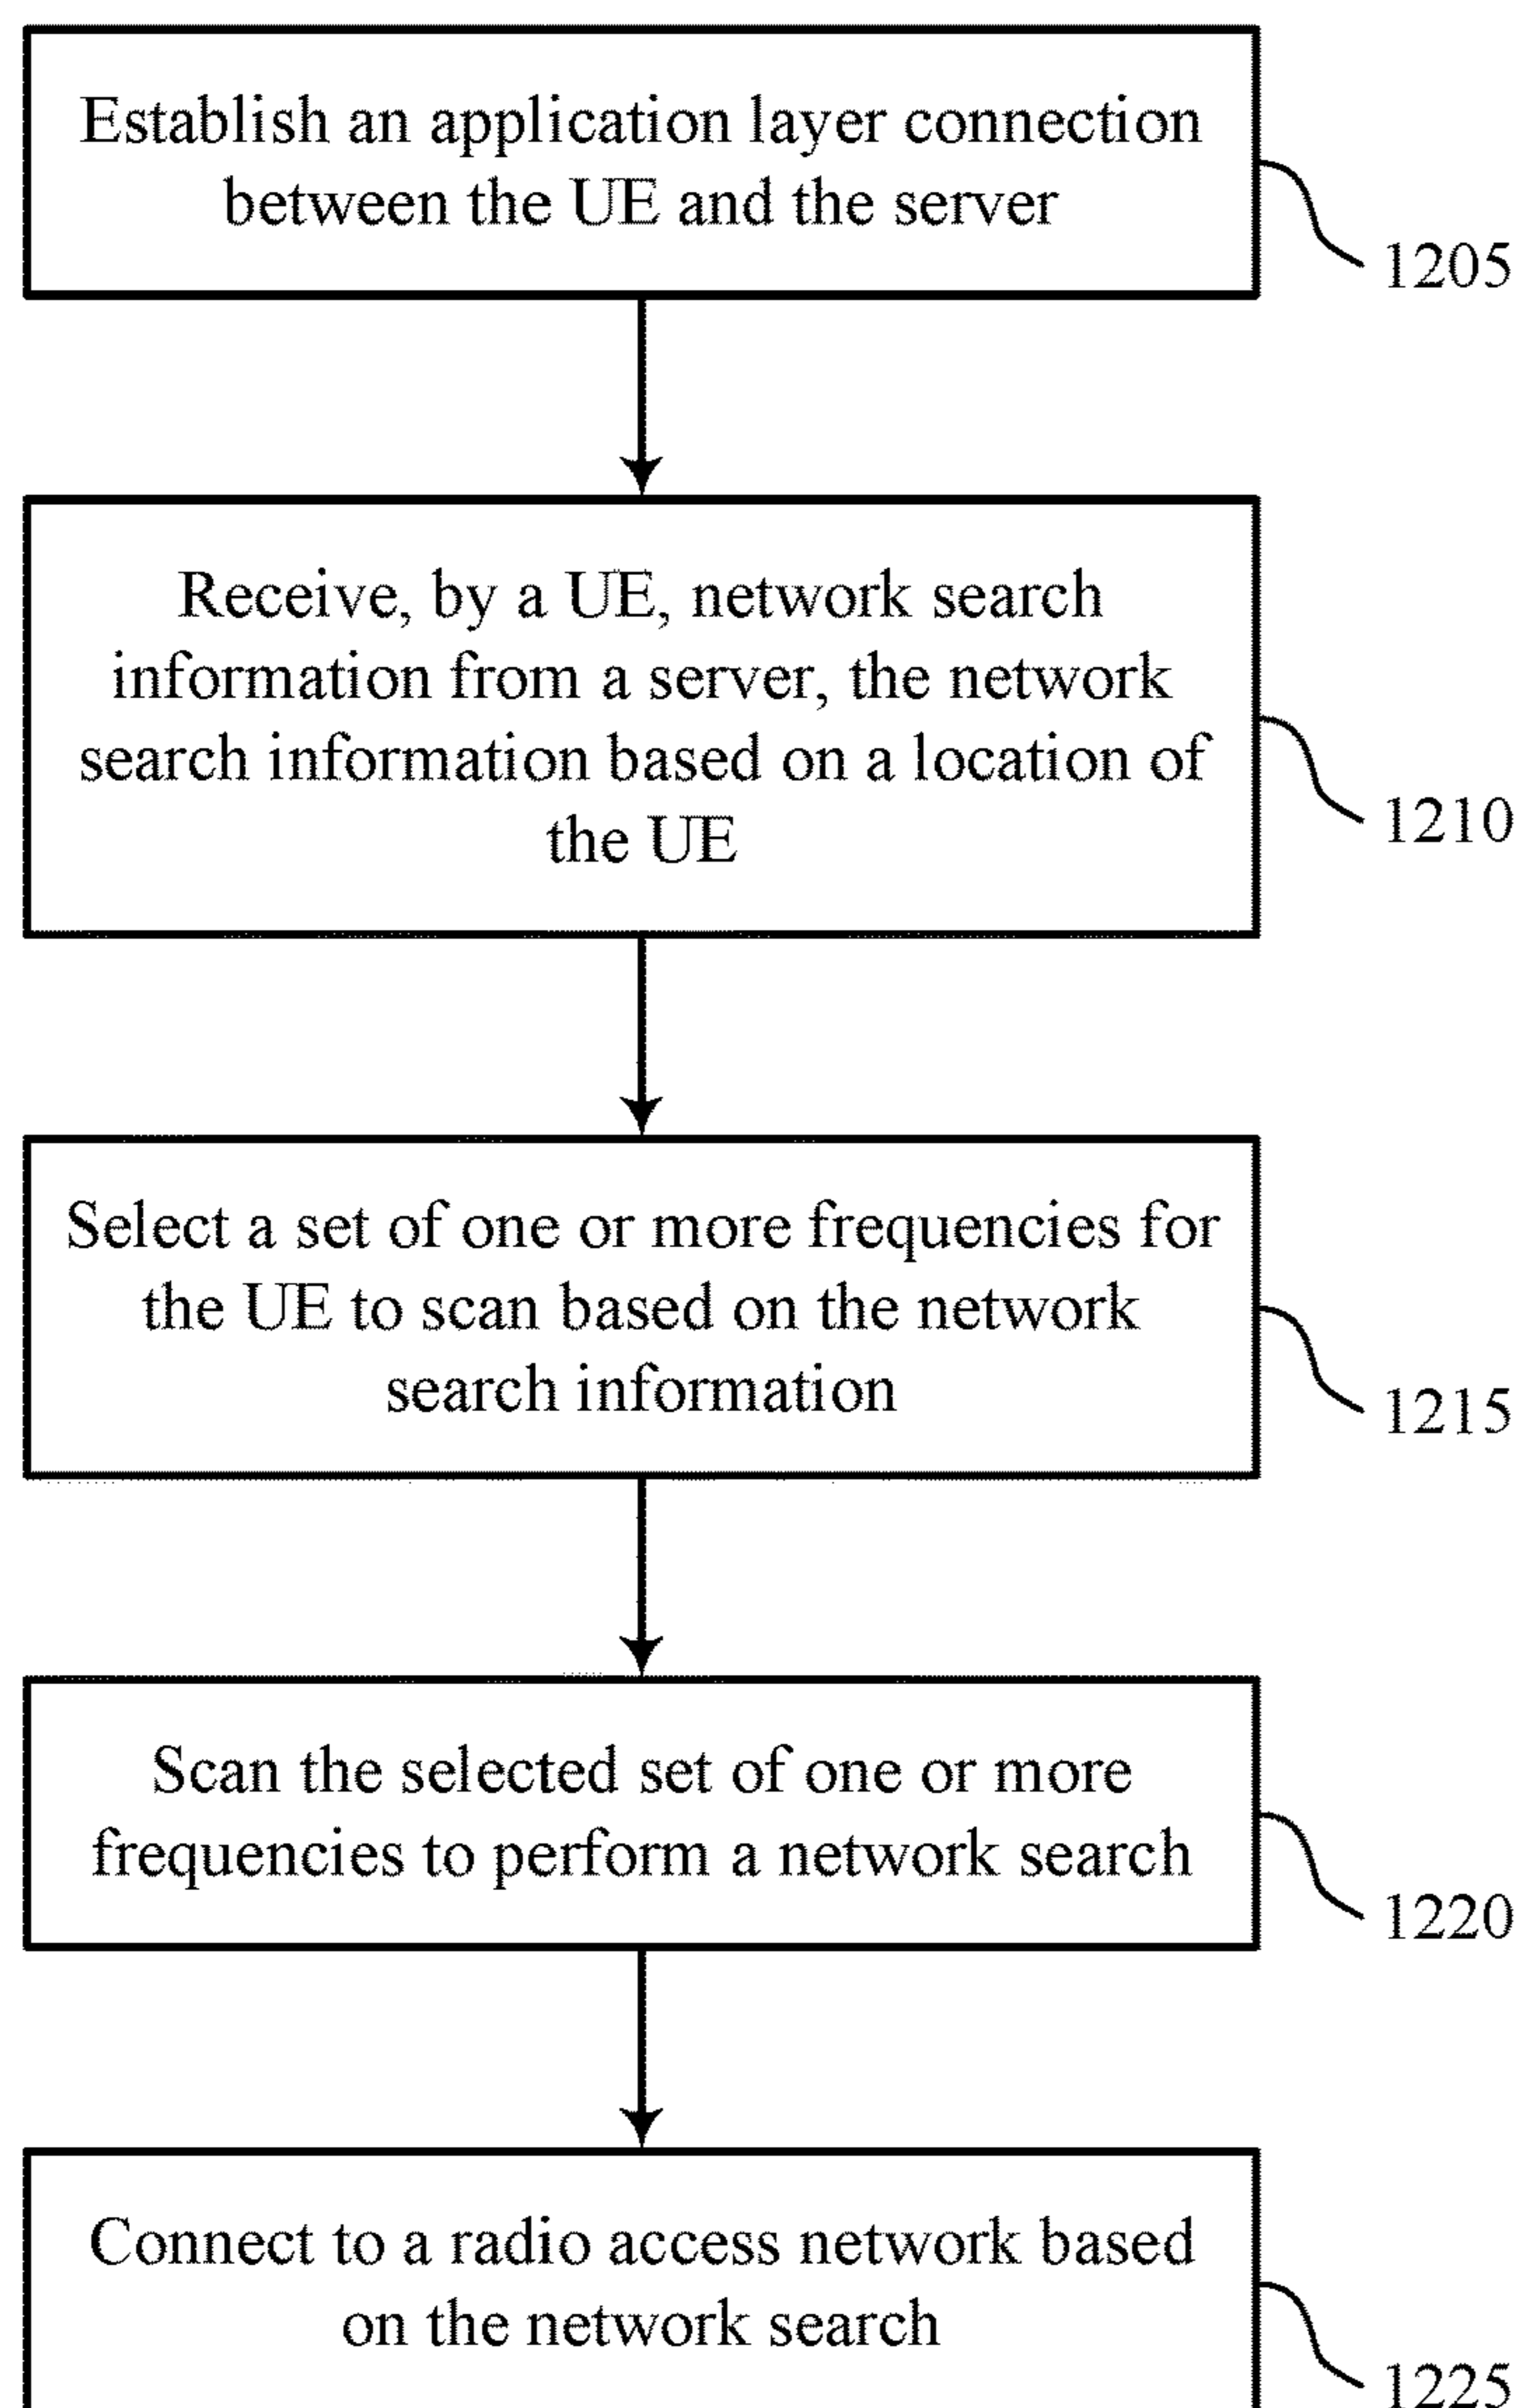 Establish an application layer connection
between the UE and the server
1205
Receive, by a UE, network search
information from a server, the network
search information based on a location of
the UE
1210
Select a set of one or more frequencies for
the UE to scan based on the network
search information
1215
Scan the selected set of one or more
frequencies to perform a network search
1220
Connect to a radio access network based
on the network search
1225